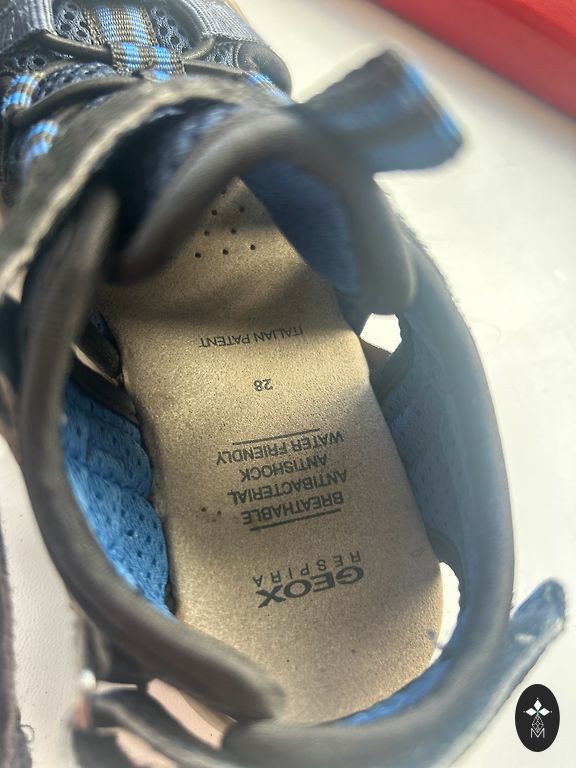 GEOX
RESPIRA
BREATHABLE
ANTIBACTERIAL
ANTISHOCK
WATER FRIENDLY
28
ITALIAN PATENT